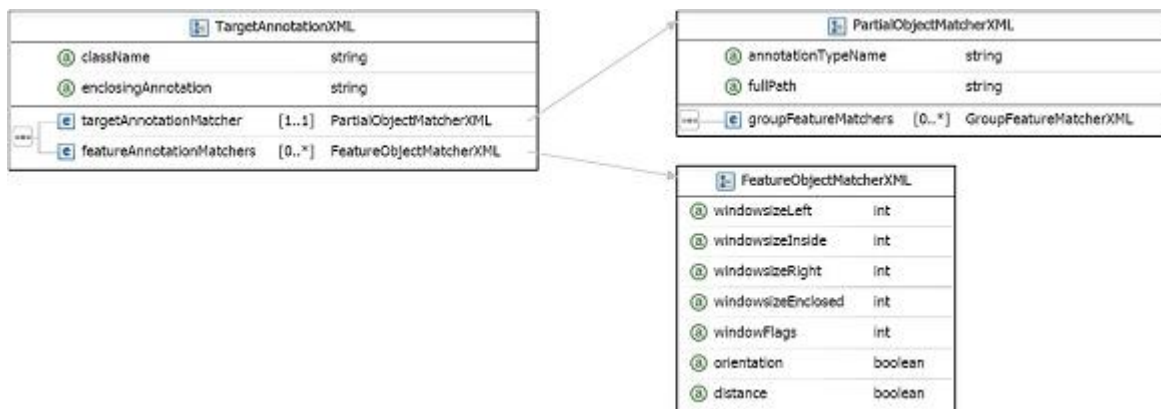 TargetAnnotationXML
className string
enclosingAnnotation string
targetAnnotationMatcher [1..1] PartialObjectMatcherXML
featureAnnotationMatchers [0..*] FeatureObjectMatcherXML
PartialObjectMatcherXML
annotationTypeName string
fullPath string
groupFeatureMatchers [0..*] GroupFeatureMatcherXML
FeatureObjectMatcherXML
windowsizeLeft int
windowsizeInside int
windowsizeRight int
windowsizeEnclosed int
windowFlags int
orientation boolean
distance boolean